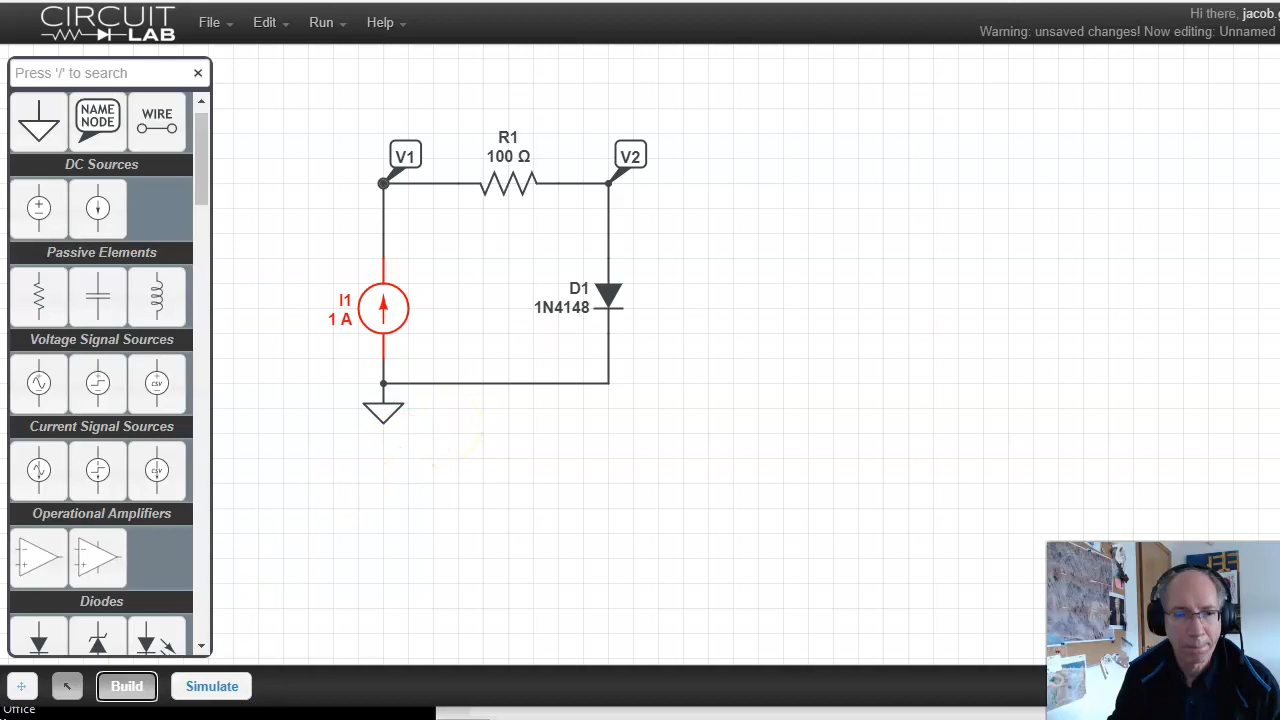 CIRCUIT
LAB
File
Edit
Run
Help
Hi there, jacob.g
Warning: unsaved changes! Now editing: Unnamed
Press '/' to search
×
NAME
NODE
WIRE
DC Sources
Passive Elements
Voltage Signal Sources
CSV
Current Signal Sources
CSV
Operational Amplifiers
Diodes
V1
R1
100 Ω
V2
I1
1 A
D1
1N4148
Build
Simulate
Office